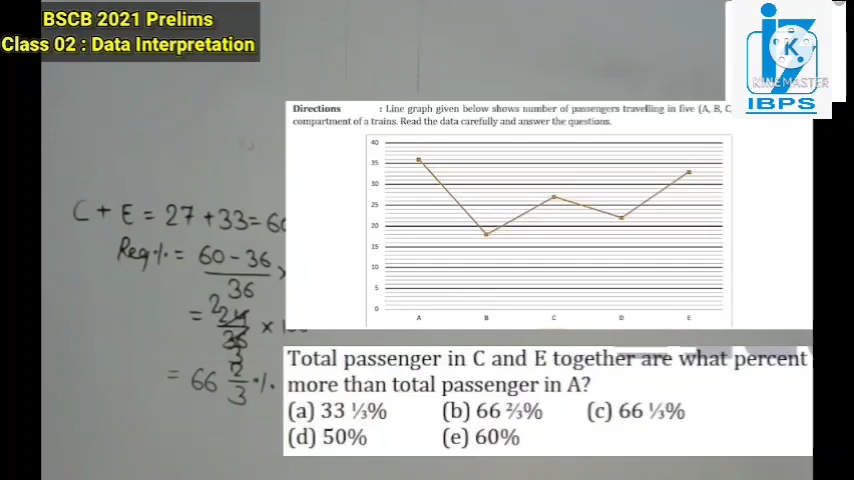 BSCB 2021 Prelims
Class 02 : Data Interpretation
KINEMASTER
IBPS
Directions : Line graph given below shows number of passengers travelling in five (A, B, C,
compartment of a trains. Read the data carefully and answer the questions.
40
35
30
25
20
15
10
5
0
A B C D E
C + E = 27 + 33 = 60
Req% = 60 - 36
36
= 2 24
36 × 1
3
= 66 2/3 %
Total passenger in C and E together are what percent
more than total passenger in A?
(a) 33 ⅓% (b) 66 ⅔% (c) 66 ⅓%
(d) 50% (e) 60%